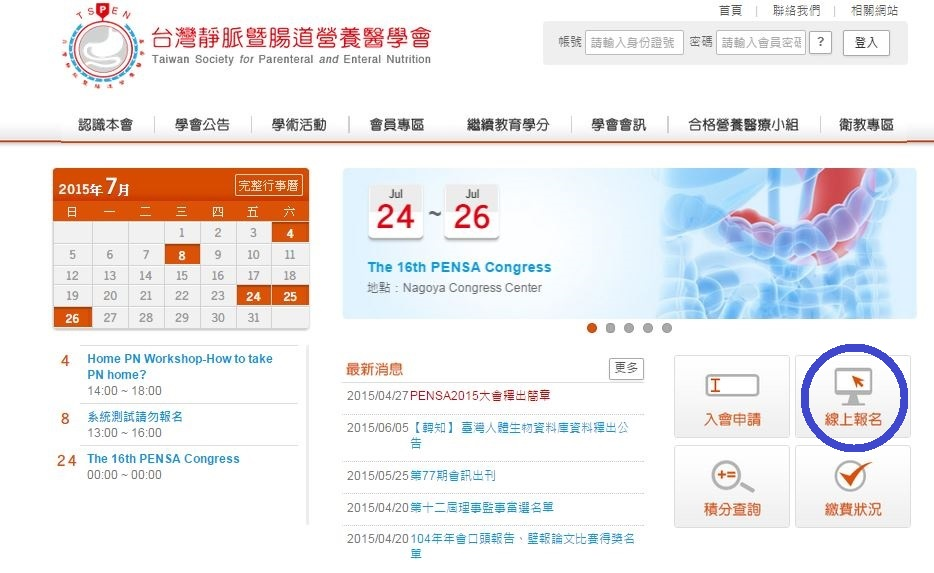 首頁 | 聯絡我們 | 相關網站
TSPEN
台灣靜脈暨腸道營養醫學會
Taiwan Society for Parenteral and Enteral Nutrition
帳號 請輸入身份證號 密碼 請輸入會員密碼 ? 登入
認識本會 學會公告 學術活動 會員專區 繼續教育學分 學會會訊 合格營養醫療小組 衛教專區
2015年 7月 完整行事曆
日 一 二 三 四 五 六
1 2 3 4
5 6 7 8 9 10 11
12 13 14 15 16 17 18
19 20 21 22 23 24 25
26 27 28 29 30 31
Jul Jul
24 ~ 26
The 16th PENSA Congress
地點：Nagoya Congress Center
4 Home PN Workshop-How to take
PN home?
14:00 ~ 18:00
8 系統測試請勿報名
13:00 ~ 16:00
24 The 16th PENSA Congress
00:00 ~ 00:00
最新消息 更多
2015/04/27 PENSA2015大會釋出簡章
2015/06/05【轉知】 臺灣人體生物資料庫資料釋出公
告
2015/05/25 第77期會訊出刊
2015/04/20 第十二屆理事監事當選名單
2015/04/20 104年年會口頭報告、壁報論文比賽得獎名
單
入會申請 線上報名
積分查詢 繳費狀況